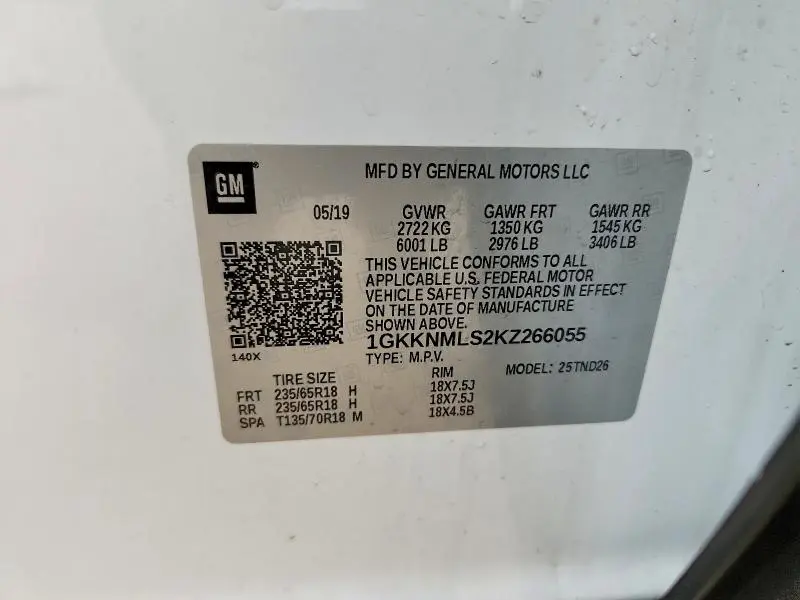 GM
MFD BY GENERAL MOTORS LLC
05/19 GVWR GAWR FRT GAWR RR
2722 KG 1350 KG 1545 KG
6001 LB 2976 LB 3406 LB
THIS VEHICLE CONFORMS TO ALL
APPLICABLE U.S. FEDERAL MOTOR
VEHICLE SAFETY STANDARDS IN EFFECT
ON THE DATE OF MANUFACTURE
SHOWN ABOVE.
1GKKNMLS2KZ266055
140X
TYPE: M.P.V. MODEL: 25TND26
TIRE SIZE RIM
FRT 235/65R18 H 18X7.5J
RR 235/65R18 H 18X7.5J
SPA T135/70R18 M 18X4.5B